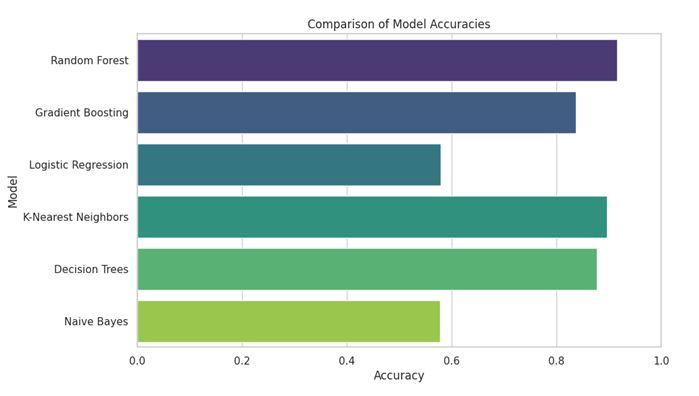 Comparison of Model Accuracies
Random Forest
Gradient Boosting
Logistic Regression
K-Nearest Neighbors
Decision Trees
Naive Bayes
Model
0.0 0.2 0.4 0.6 0.8 1.0
Accuracy